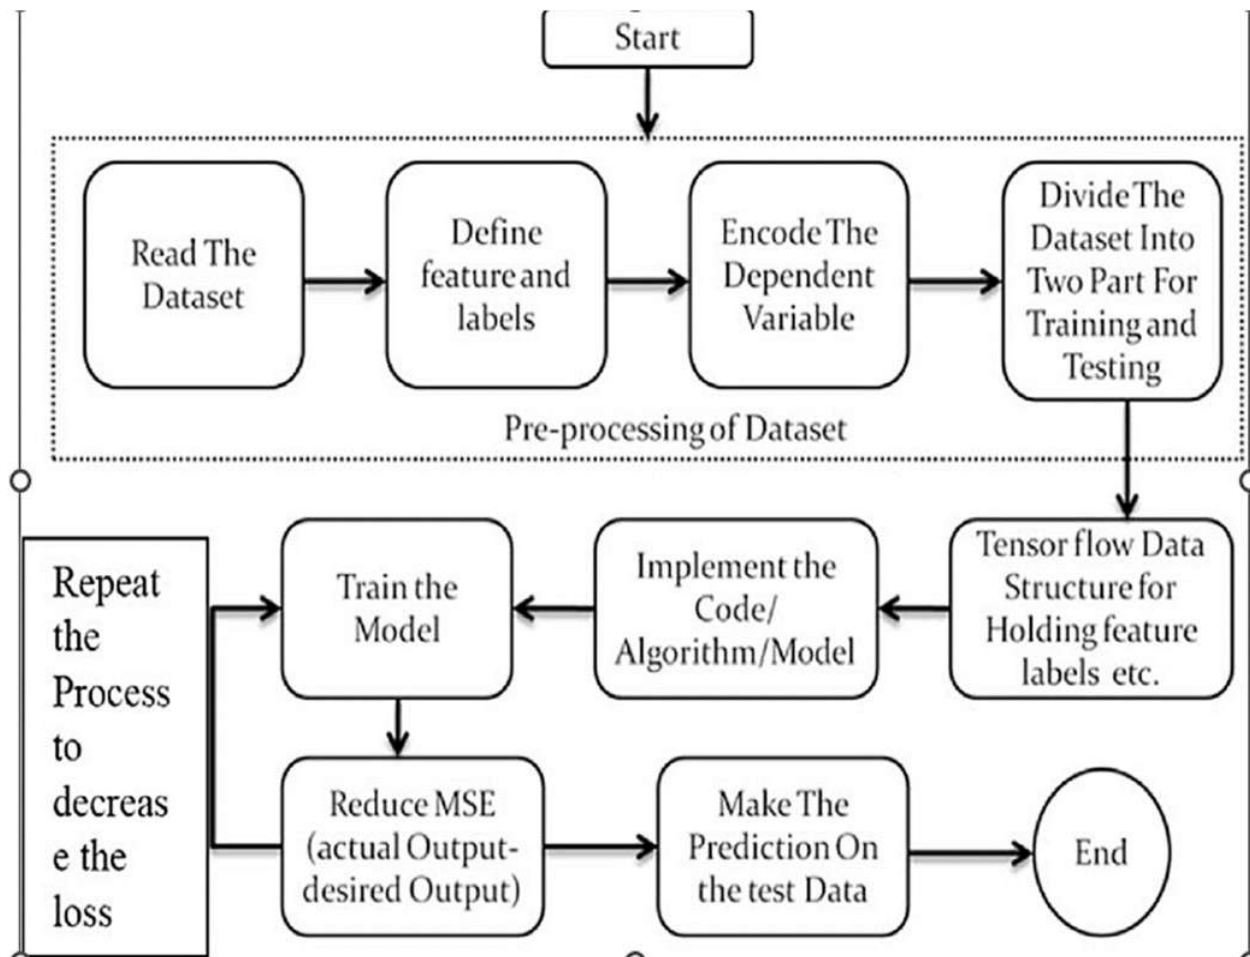 Start
Read The
Dataset
Define
feature and
labels
Encode The
Dependent
Variable
Divide The
Dataset Into
Two Part For
Training and
Testing
Pre-processing of Dataset
Tensor flow Data
Structure for
Holding feature
labels etc.
Implement the
Code/
Algorithm/Model
Train the
Model
Repeat
the
Process
to
decreas
e the
loss
Reduce MSE
(actual Output-
desired Output)
Make The
Prediction On
the test Data
End